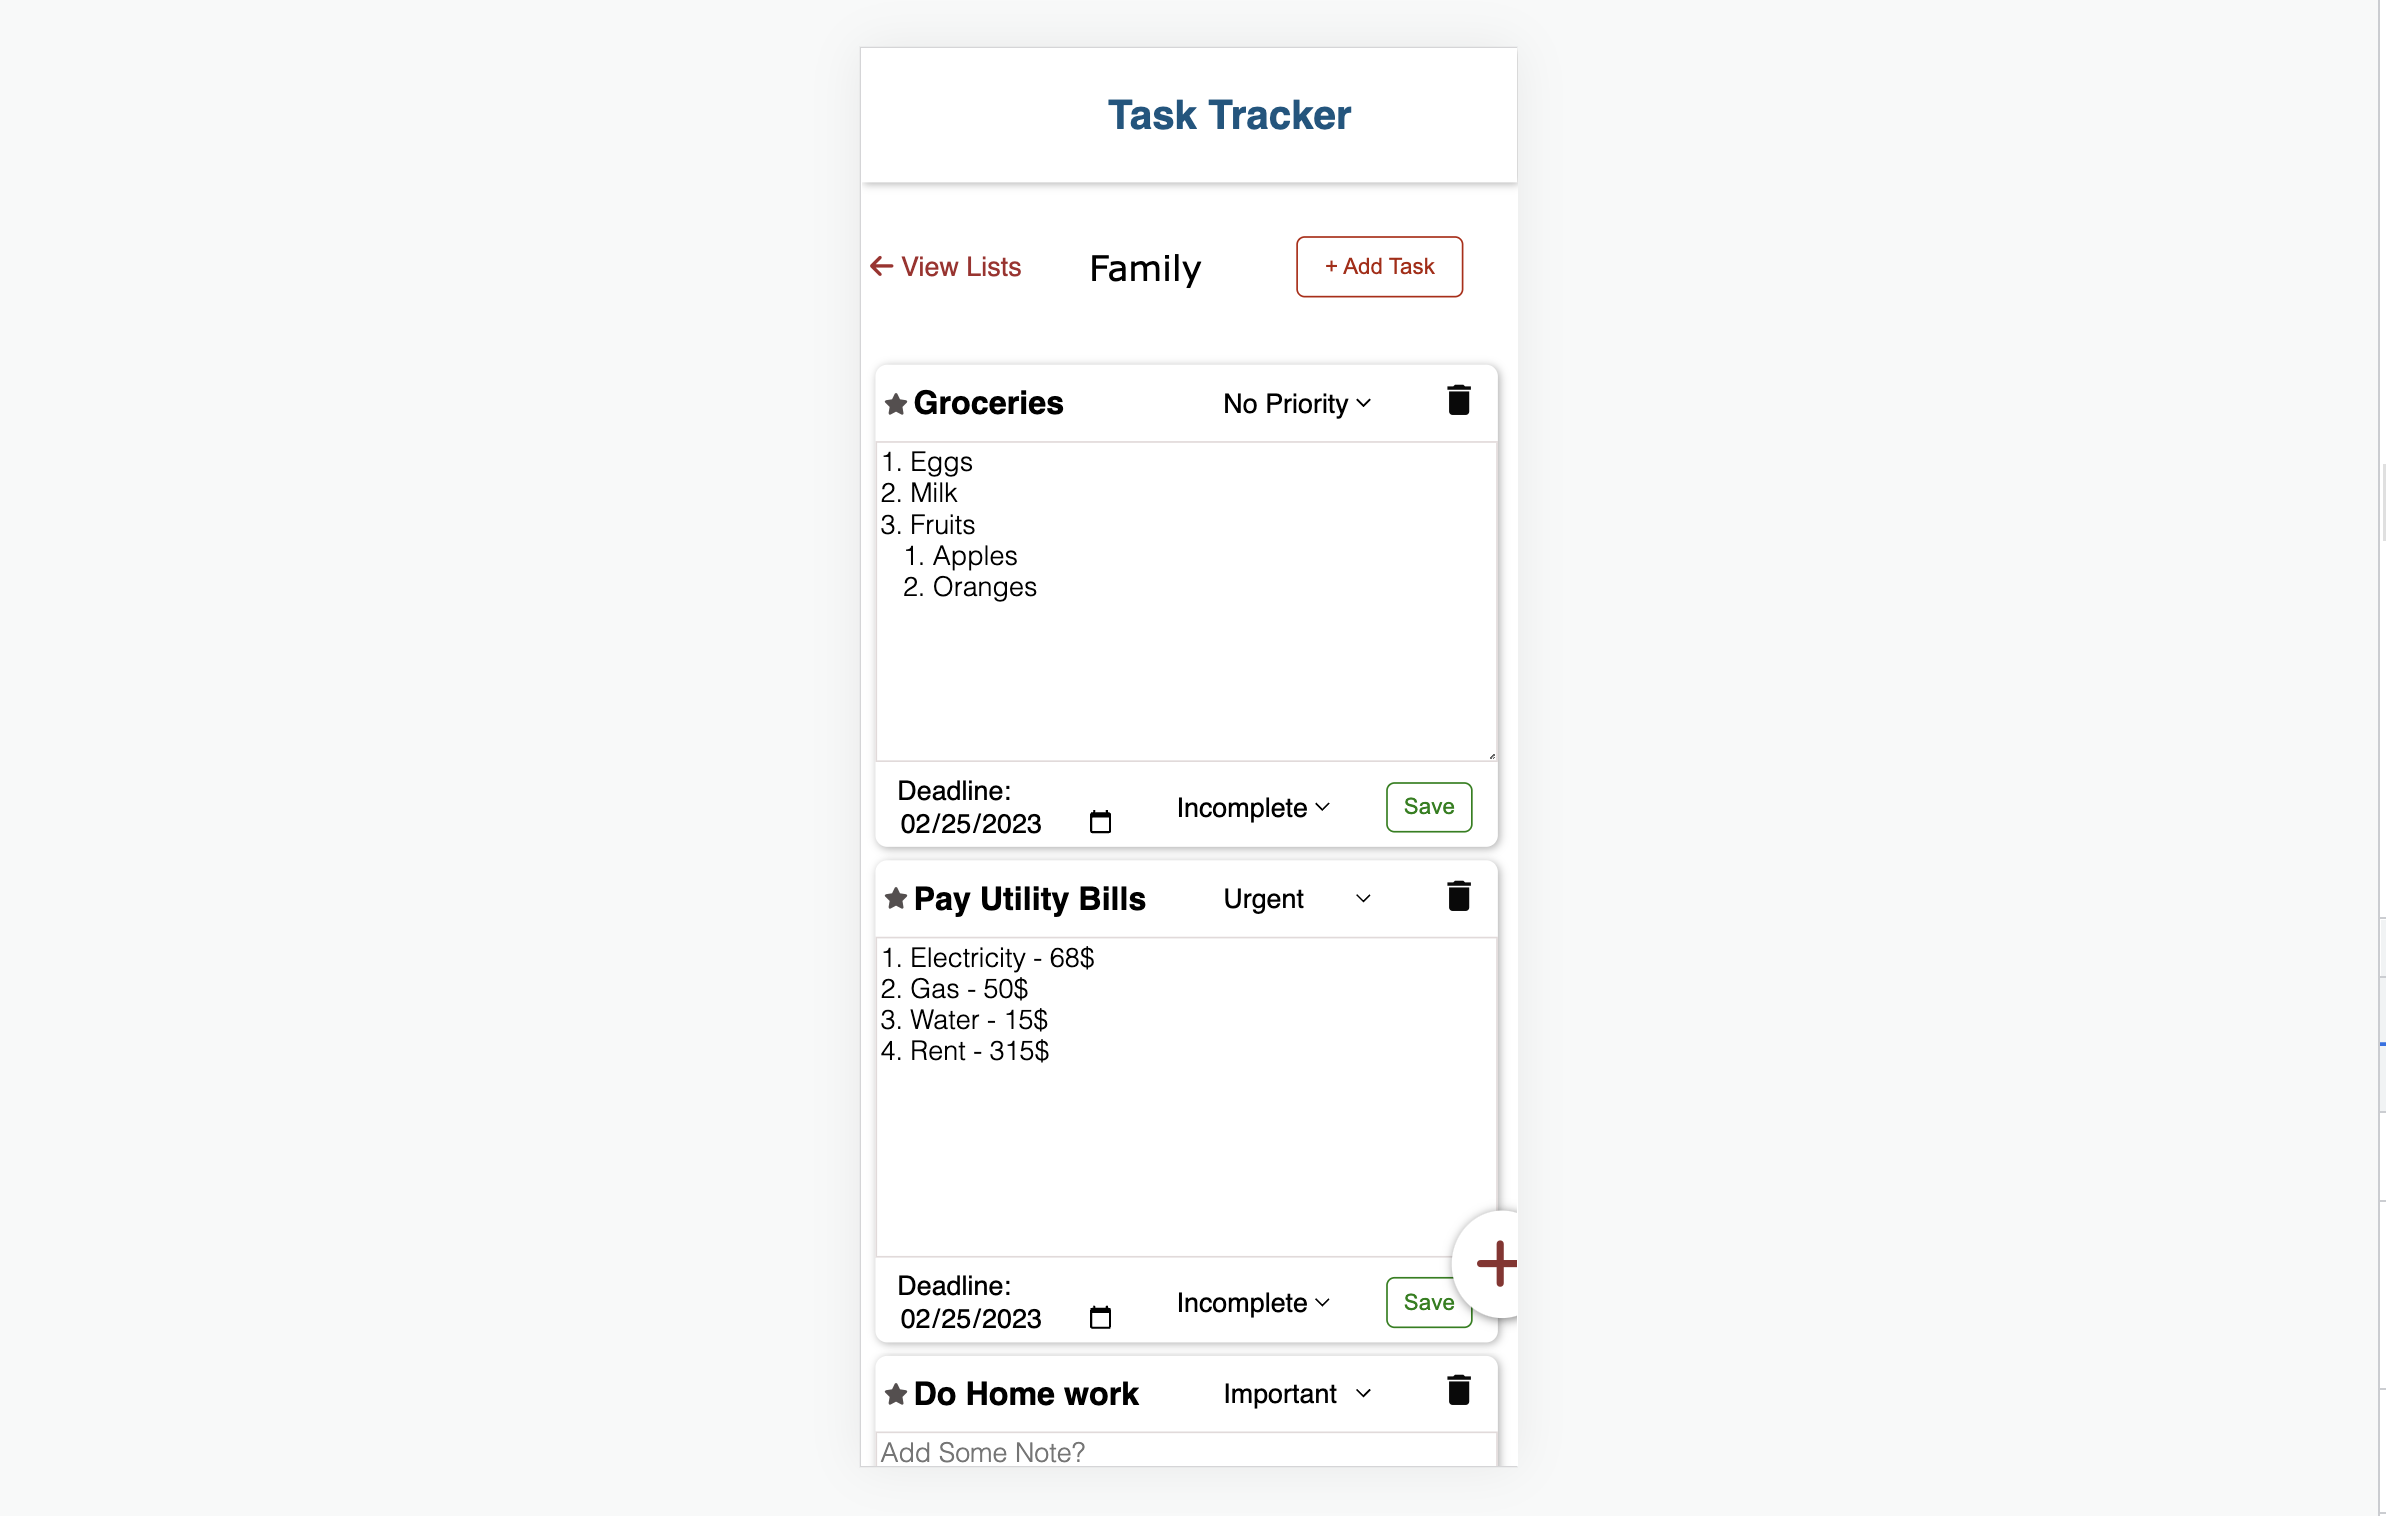 Task Tracker
← View Lists
Family
+ Add Task
Groceries
No Priority
1. Eggs
2. Milk
3. Fruits
1. Apples
2. Oranges
Deadline:
02/25/2023
Incomplete
Save
Pay Utility Bills
Urgent
1. Electricity - 68$
2. Gas - 50$
3. Water - 15$
4. Rent - 315$
Deadline:
02/25/2023
Incomplete
Save
Do Home work
Important
Add Some Note?